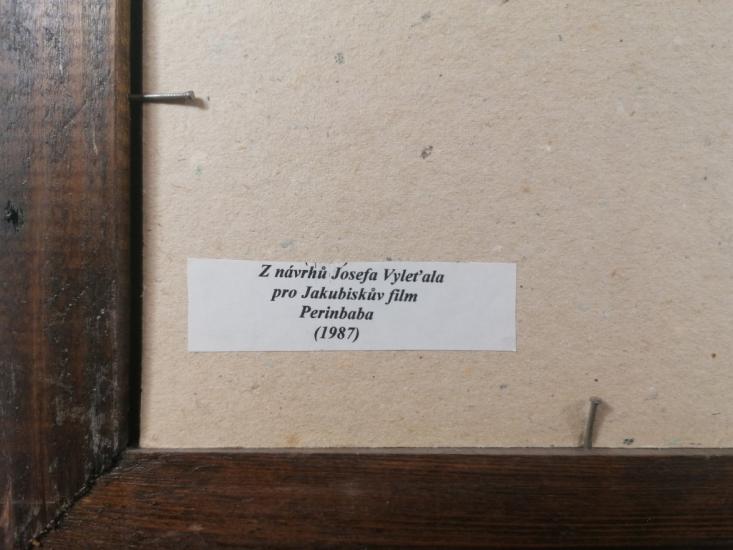 Z návrhů Josefa Vyleťala
pro Jakubiskův film
Perinbaba
(1987)